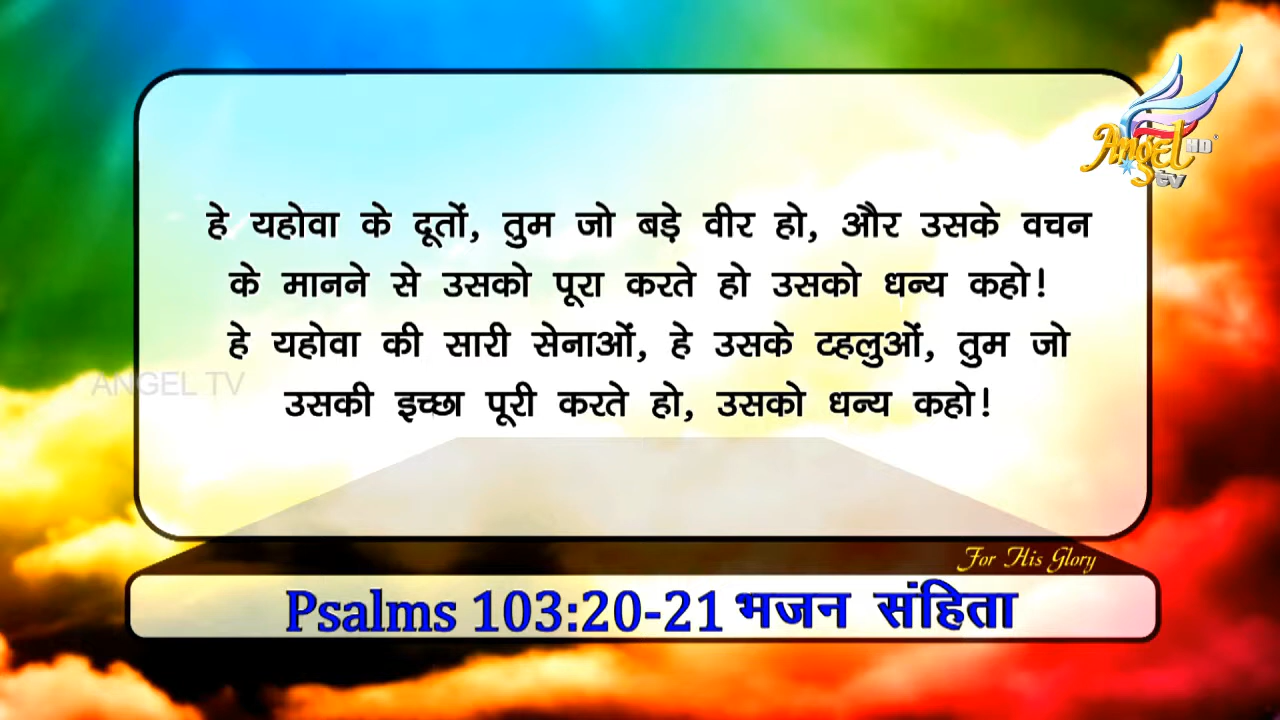 Angel HD
tv
हे यहोवा के दूतों, तुम जो बड़े वीर हो, और उसके वचन
के मानने से उसको पूरा करते हो उसको धन्य कहो!
हे यहोवा की सारी सेनाओं, हे उसके टहलुओं, तुम जो
ANGEL TV
उसकी इच्छा पूरी करते हो, उसको धन्य कहो!
For His Glory
Psalms 103:20-21 भजन संहिता